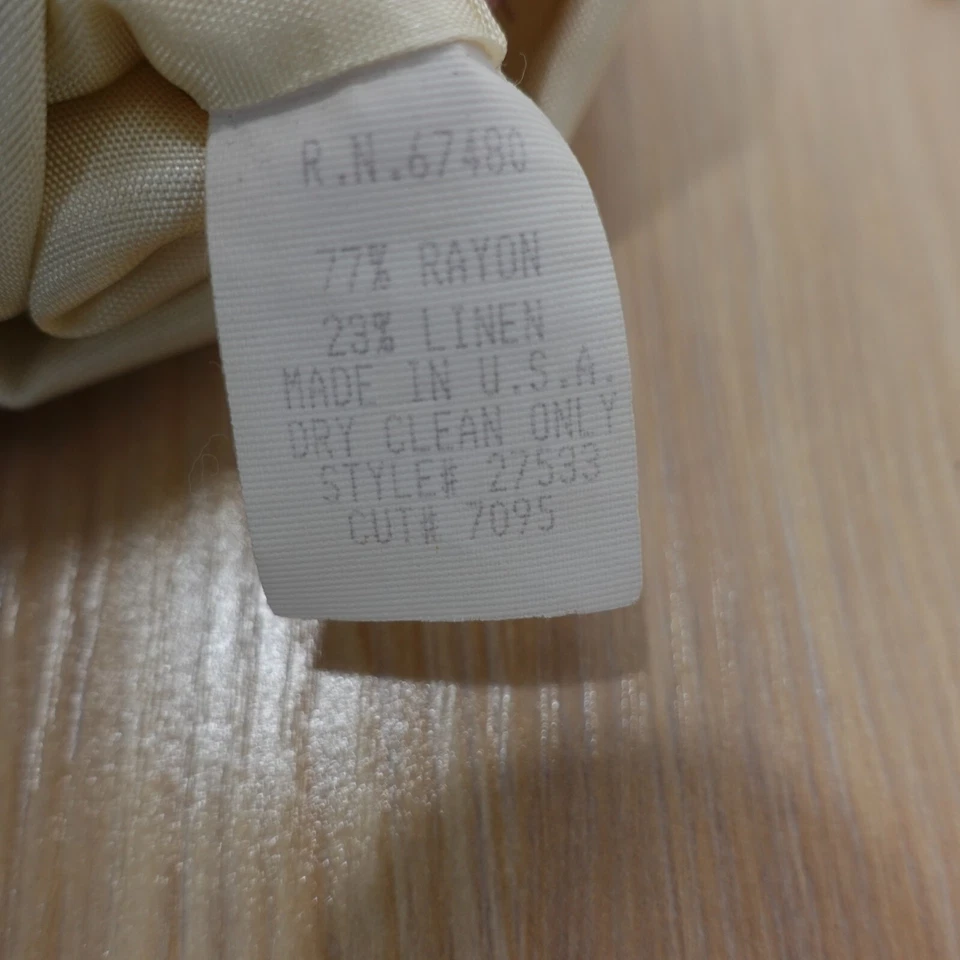 R.N.67480
77% RAYON
23% LINEN
MADE IN U.S.A.
DRY CLEAN ONLY
STYLE# 27533
CUT# 7095